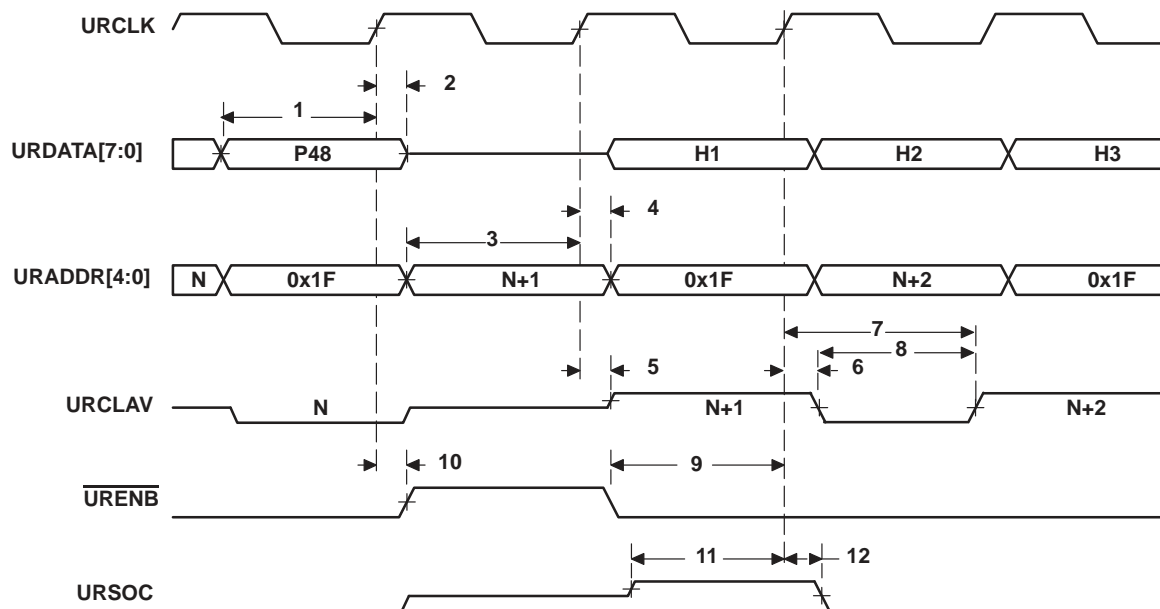 URCLK
2
1
URDATA[7:0]
P48
H1
H2
H3
4
3
URADDR[4:0]
N
0x1F
N+1
0x1F
N+2
0x1F
7
8
5
6
URCLAV
N
N+1
N+2
10
9
URENB
11
12
URSOC